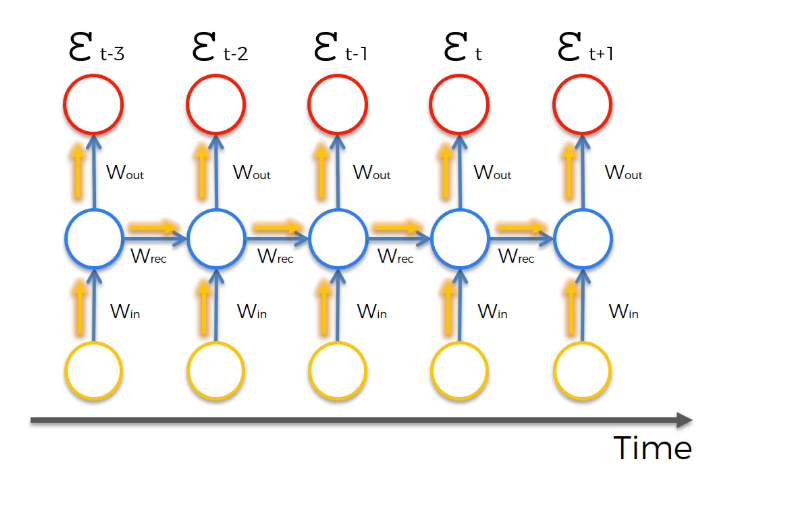 ℇ t-3 ℇ t-2 ℇ t-1 ℇ t ℇ t+1
Wout Wout Wout Wout Wout
Wrec Wrec Wrec Wrec
Win Win Win Win Win
Time